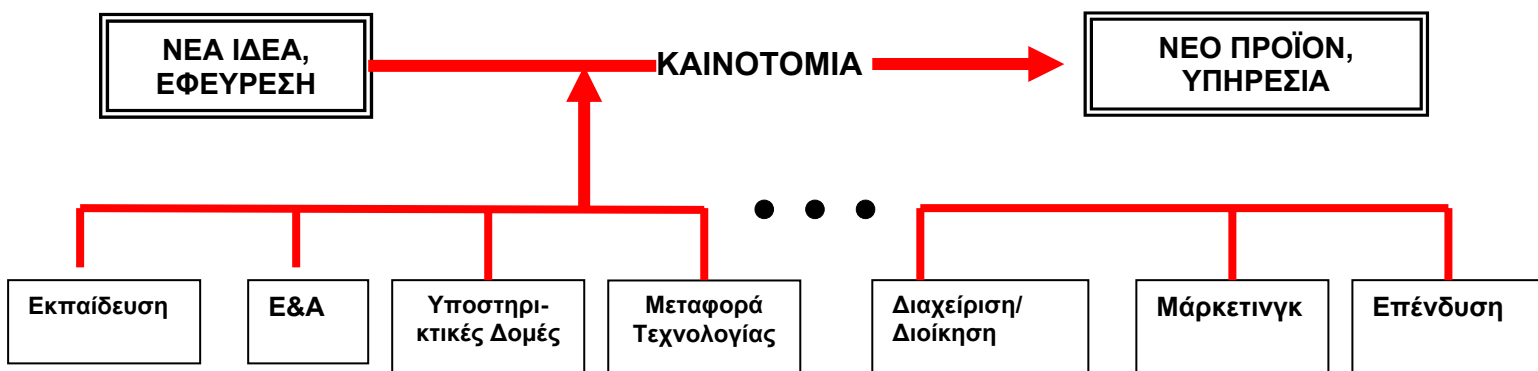 ΝΕΑ ΙΔΕΑ,
ΕΦΕΥΡΕΣΗ
ΚΑΙΝΟΤΟΜΙΑ
ΝΕΟ ΠΡΟΪΟΝ,
ΥΠΗΡΕΣΙΑ
Εκπαίδευση
Ε&Α
Υποστηρι-
κτικές Δομές
Μεταφορά
Τεχνολογίας
Διαχείριση/
Διοίκηση
Μάρκετινγκ
Επένδυση